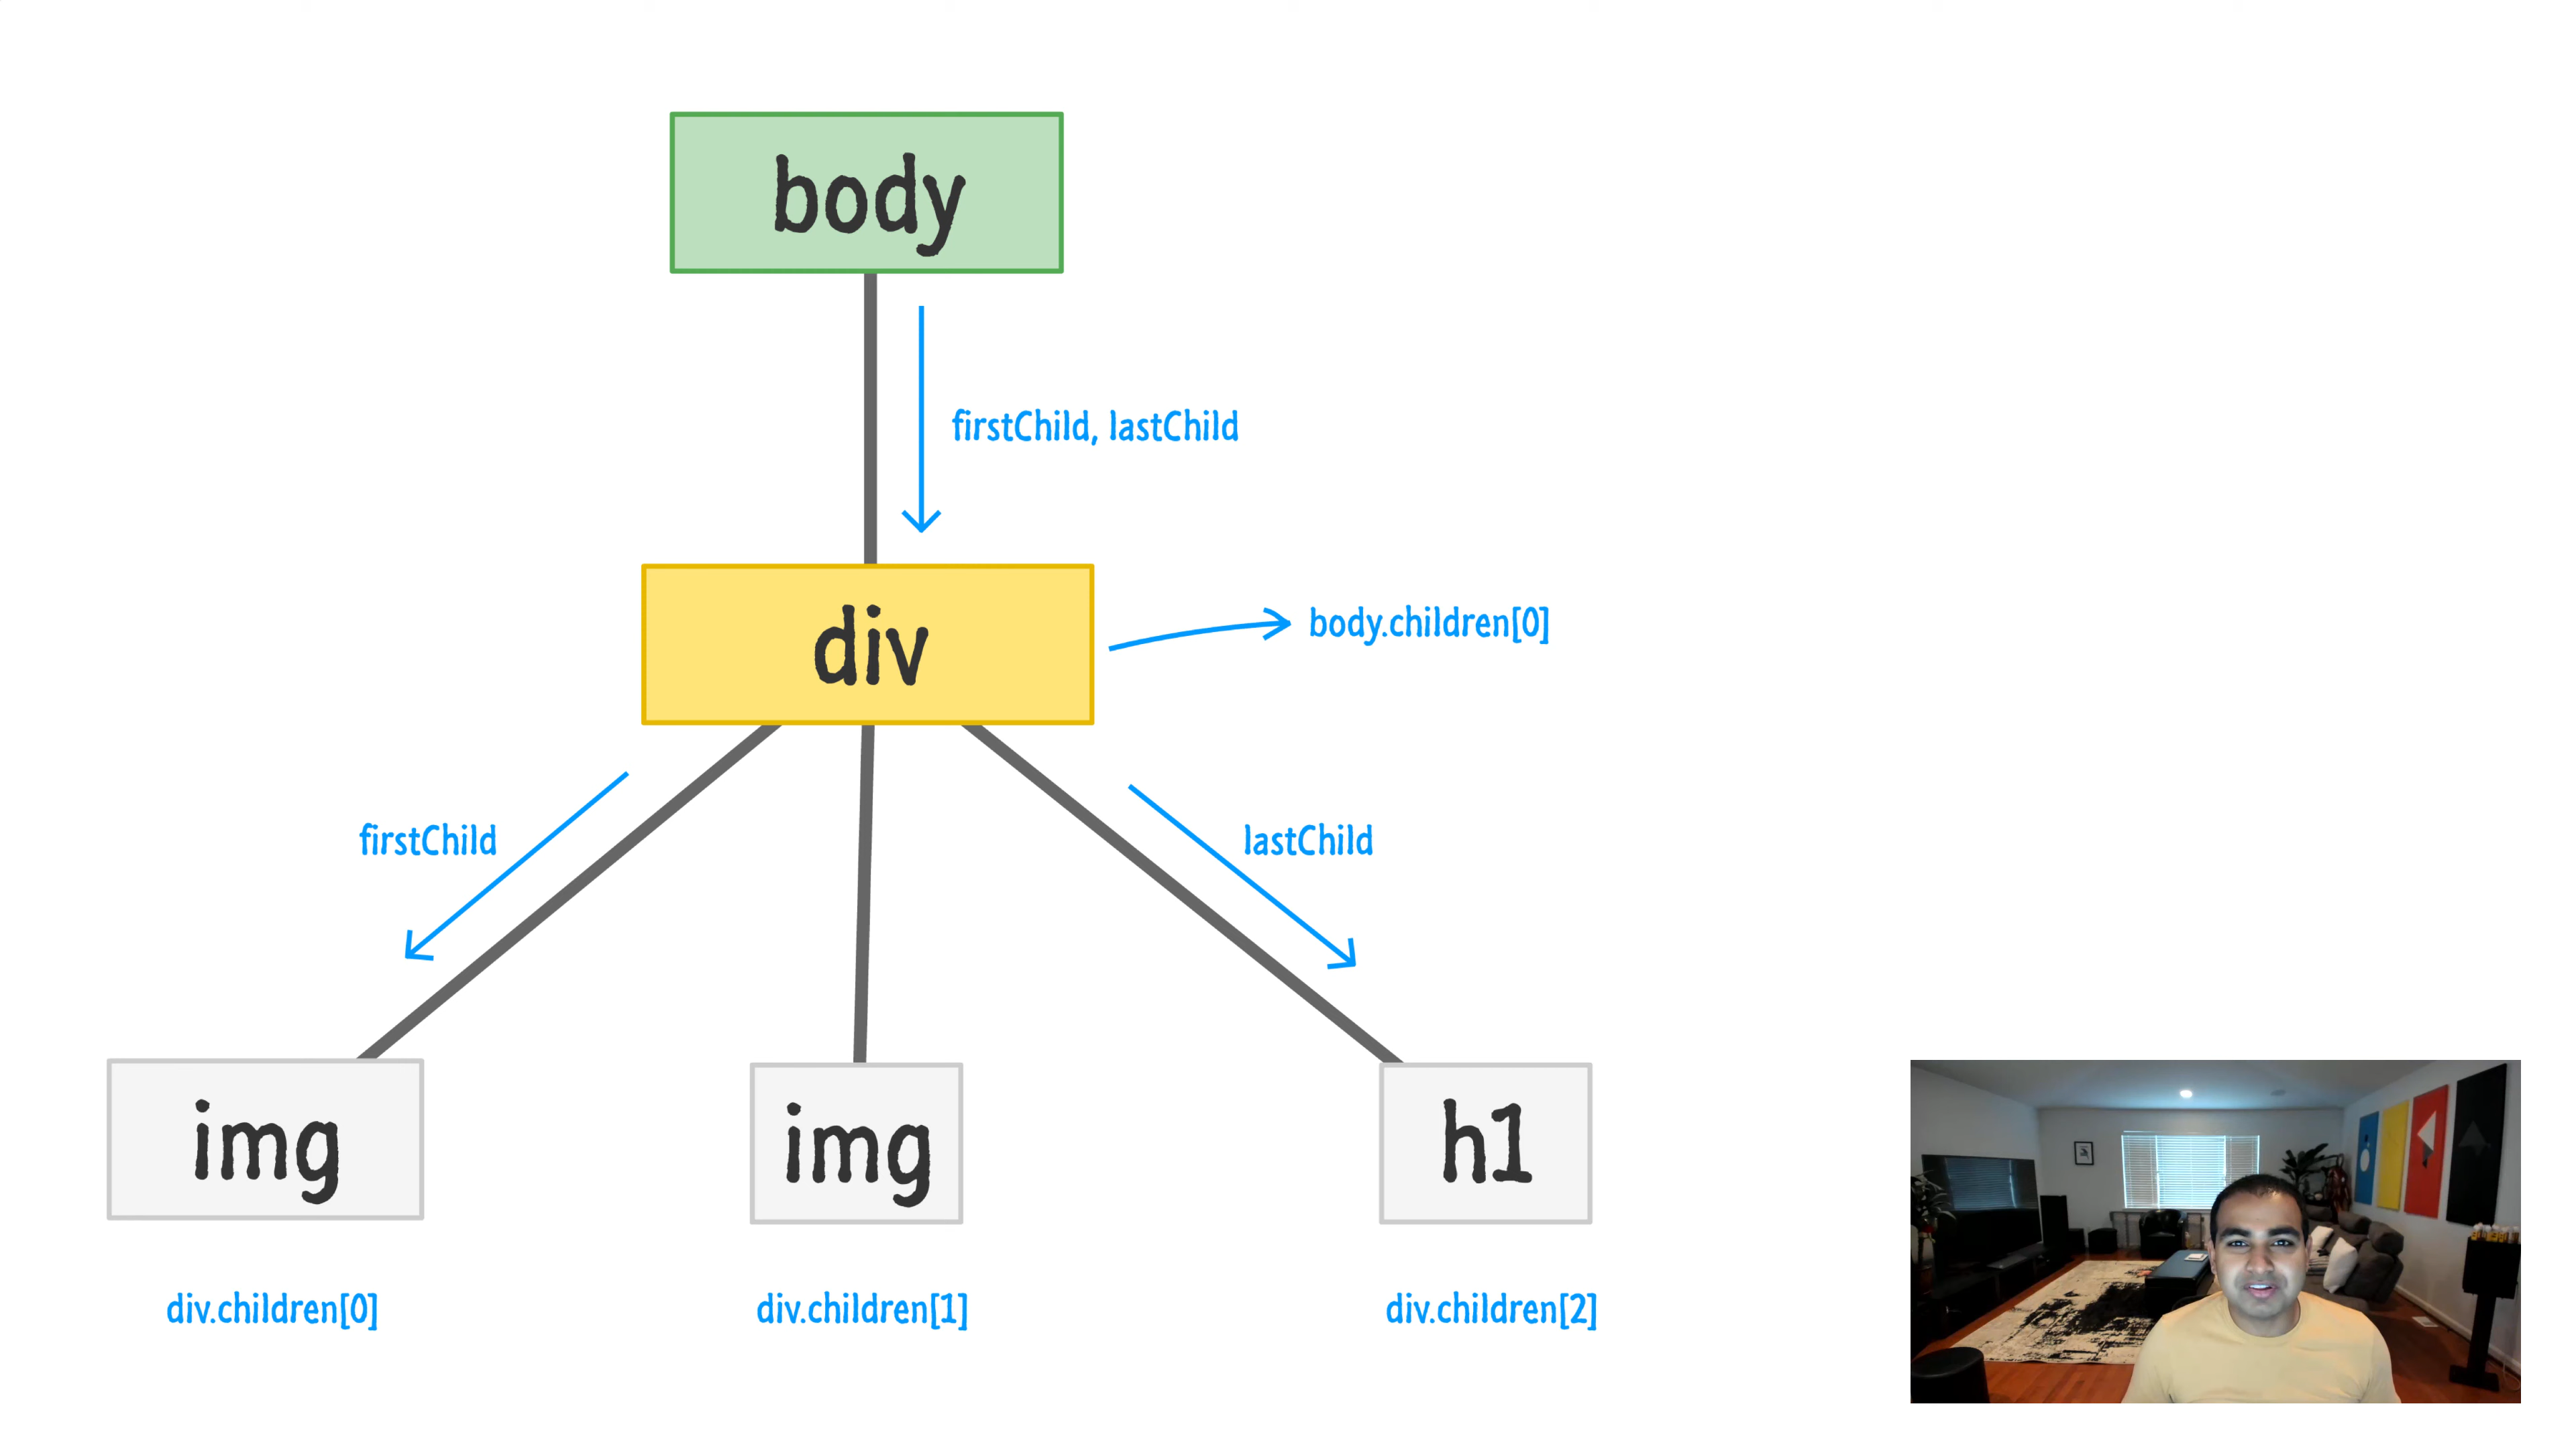 body
firstChild, lastChild
div
body.children[0]
firstChild
lastChild
img
img
h1
div.children[0]
div.children[1]
div.children[2]